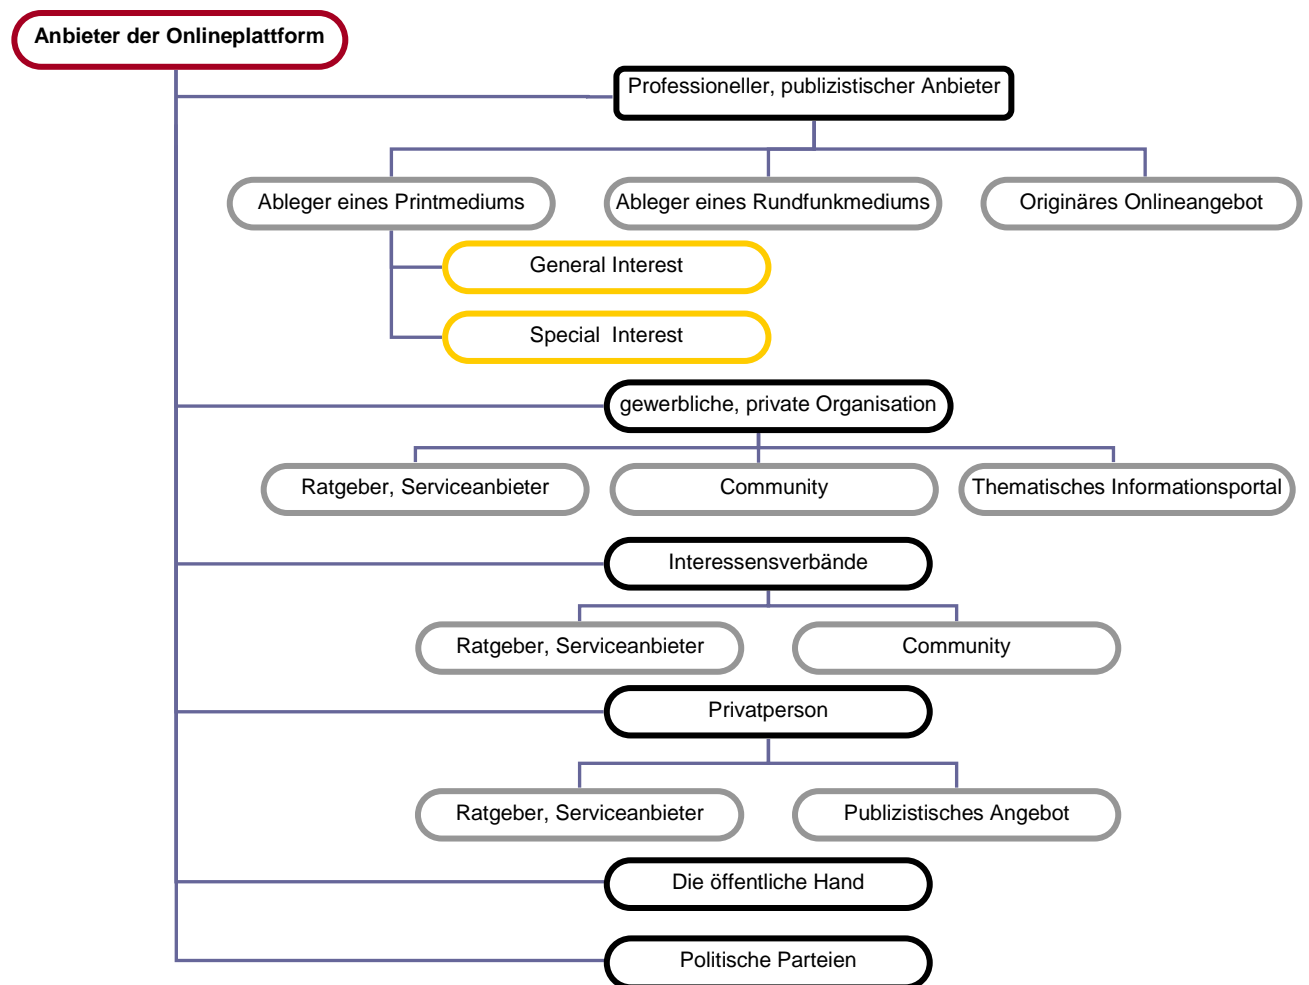 Anbieter der Onlineplattform
Professioneller, publizistischer Anbieter
Ableger eines Printmediums
Ableger eines Rundfunkmediums
Originäres Onlineangebot
General Interest
Special Interest
gewerbliche, private Organisation
Ratgeber, Serviceanbieter
Community
Thematisches Informationsportal
Interessensverbände
Ratgeber, Serviceanbieter
Community
Privatperson
Ratgeber, Serviceanbieter
Publizistisches Angebot
Die öffentliche Hand
Politische Parteien